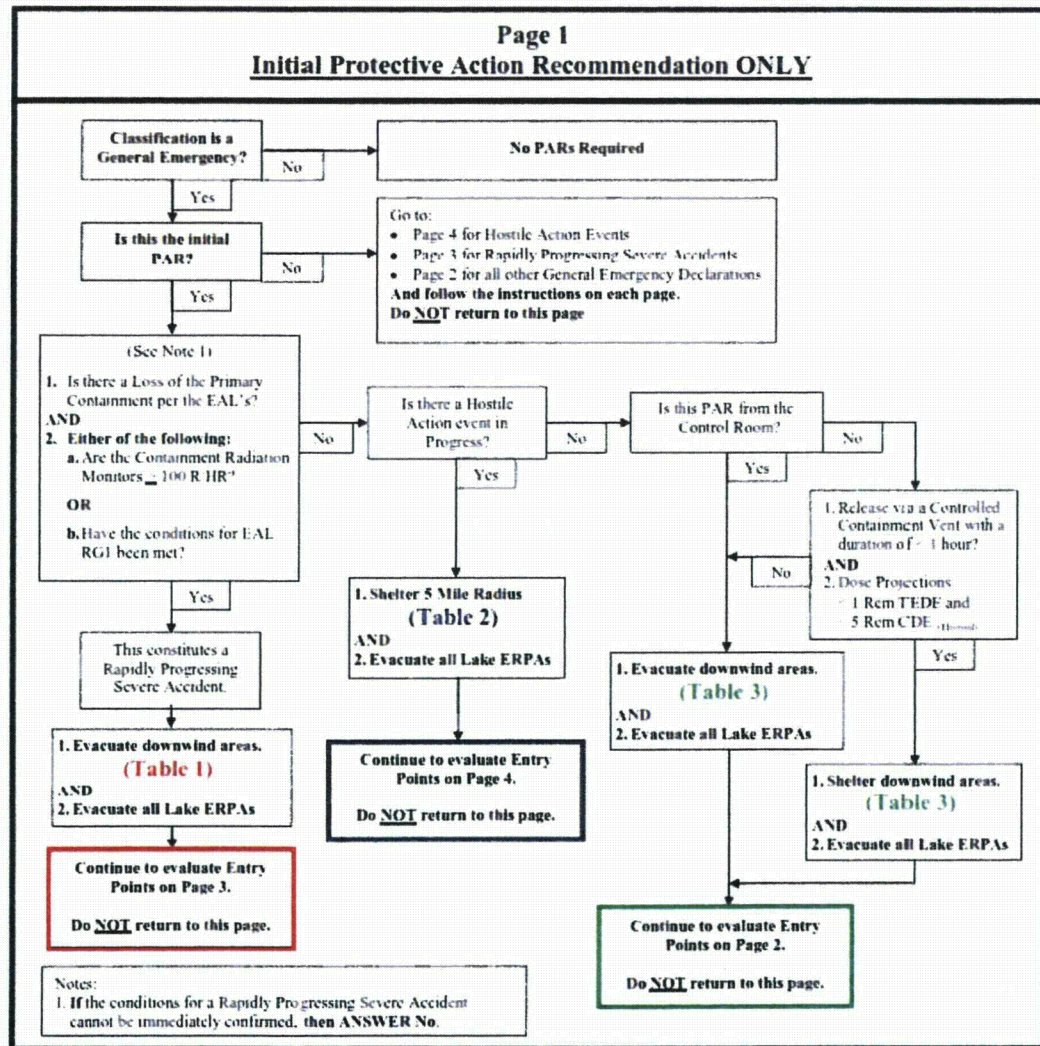 Page 1
Initial Protective Action Recommendation ONLY
Classification is a
General Emergency?
No
No PARs Required
Yes
Is this the initial
PAR?
No
Go to:
• Page 4 for Hostile Action Events
• Page 3 for Rapidly Progressing Severe Accidents
• Page 2 for all other General Emergency Declarations
And follow the instructions on each page.
Do NOT return to this page
Yes
(See Note 1)
1. Is there a Loss of the Primary
Containment per the EAL's?
AND
2. Either of the following:
a. Are the Containment Radiation
Monitors 100 R HR
OR
b. Have the conditions for EAL
RG1 been met?
No
Is there a Hostile
Action event in
Progress?
No
Is this PAR from the
Control Room?
No
Yes
Yes
Yes
This constitutes a
Rapidly Progressing
Severe Accident.
1. Evacuate downwind areas.
(Table 1)
AND
2. Evacuate all Lake ERPAs
Continue to evaluate Entry
Points on Page 3.
Do NOT return to this page.
1. Shelter 5 Mile Radius
(Table 2)
AND
2. Evacuate all Lake ERPAs
Continue to evaluate Entry
Points on Page 4.
Do NOT return to this page.
1. Release via a Controlled
Containment Vent with a
duration of 1 hour?
AND
2. Dose Projections
1 Rem TEDE and
5 Rem CDE
No
Yes
1. Evacuate downwind areas.
(Table 3)
AND
2. Evacuate all Lake ERPAs
1. Shelter downwind areas.
(Table 3)
AND
2. Evacuate all Lake ERPAs
Continue to evaluate Entry
Points on Page 2.
Do NOT return to this page.
Notes:
1. If the conditions for a Rapidly Progressing Severe Accident
cannot be immediately confirmed, then ANSWER No.